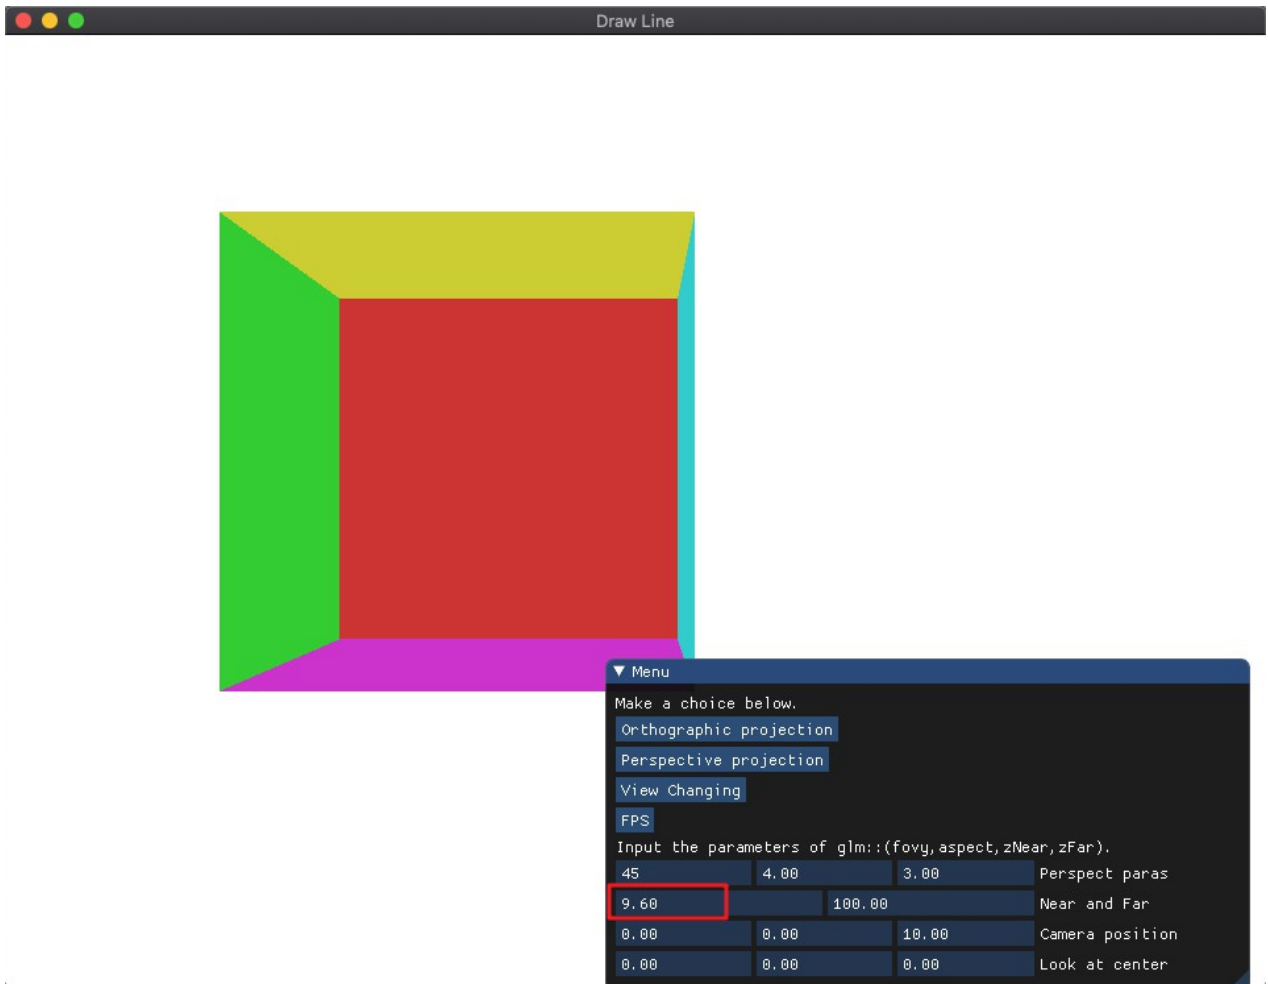 Draw Line
Menu
Make a choice below.
Orthographic projection
Perspective projection
View Changing
FPS
Input the parameters of glm::(fovy,aspect,zNear,zFar).
45 4.00 3.00 Perspect paras
9.60 100.00 Near and Far
0.00 0.00 10.00 Camera position
0.00 0.00 0.00 Look at center